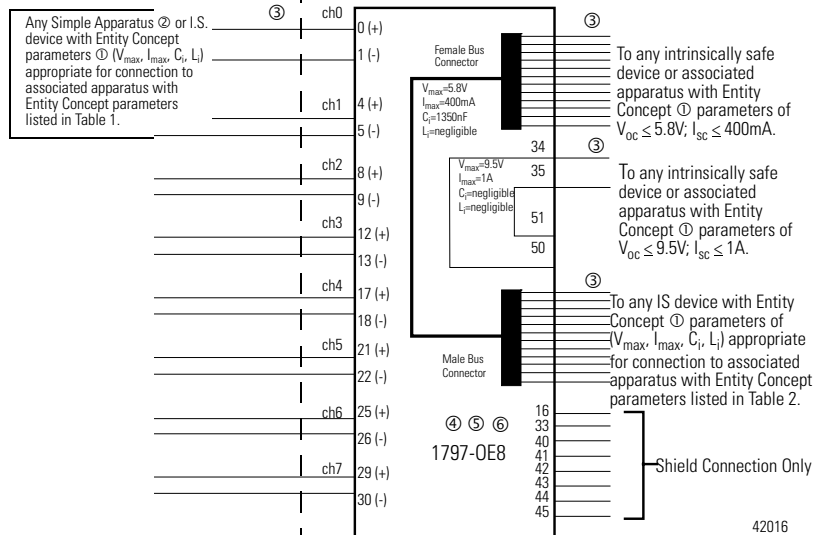 Any Simple Apparatus ② or I.S.
device with Entity Concept
parameters ① (Vmax, Imax, Ci, Li)
appropriate for connection to
associated apparatus with
Entity Concept parameters
listed in Table 1.
③
ch0
0 (+)
1 (-)
ch1
4 (+)
5 (-)
ch2
8 (+)
9 (-)
ch3
12 (+)
13 (-)
ch4
17 (+)
18 (-)
ch5
21 (+)
22 (-)
ch6
25 (+)
26 (-)
ch7
29 (+)
30 (-)
Female Bus
Connector
Vmax=5.8V
Imax=400mA
Ci=1350nF
Li=negligible
③
To any intrinsically safe
device or associated
apparatus with Entity
Concept ① parameters of
Voc ≤ 5.8V; Isc ≤ 400mA.
34
35
51
50
Vmax=9.5V
Imax=1A
Ci=negligible
Li=negligible
③
To any intrinsically safe
device or associated
apparatus with Entity
Concept ① parameters of
Voc ≤ 9.5V; Isc ≤ 1A.
Male Bus
Connector
③
To any IS device with Entity
Concept ① parameters of
(Vmax, Imax, Ci, Li) appropriate
for connection to associated
apparatus with Entity Concept
parameters listed in Table 2.
④ ⑤ ⑥
1797-OE8
16
33
40
41
42
43
44
45
Shield Connection Only
42016